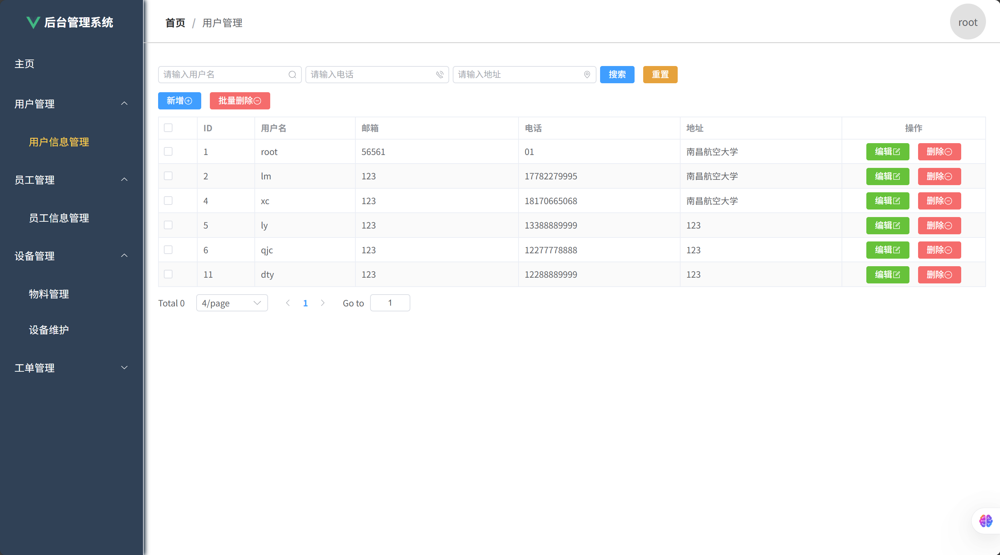 后台管理系统
首页 / 用户管理
root
主页
用户管理
用户信息管理
员工管理
员工信息管理
设备管理
物料管理
设备维护
工单管理
请输入用户名 请输入电话 请输入地址 搜索 重置
新增 批量删除
ID 用户名 邮箱 电话 地址 操作
1 root 56561 01 南昌航空大学 编辑 删除
2 lm 123 17782279995 南昌航空大学 编辑 删除
4 xc 123 18170665068 南昌航空大学 编辑 删除
5 ly 123 13388889999 123 编辑 删除
6 qjc 123 12277778888 123 编辑 删除
11 dty 123 12288889999 123 编辑 删除
Total 0 4/page 1 Go to 1